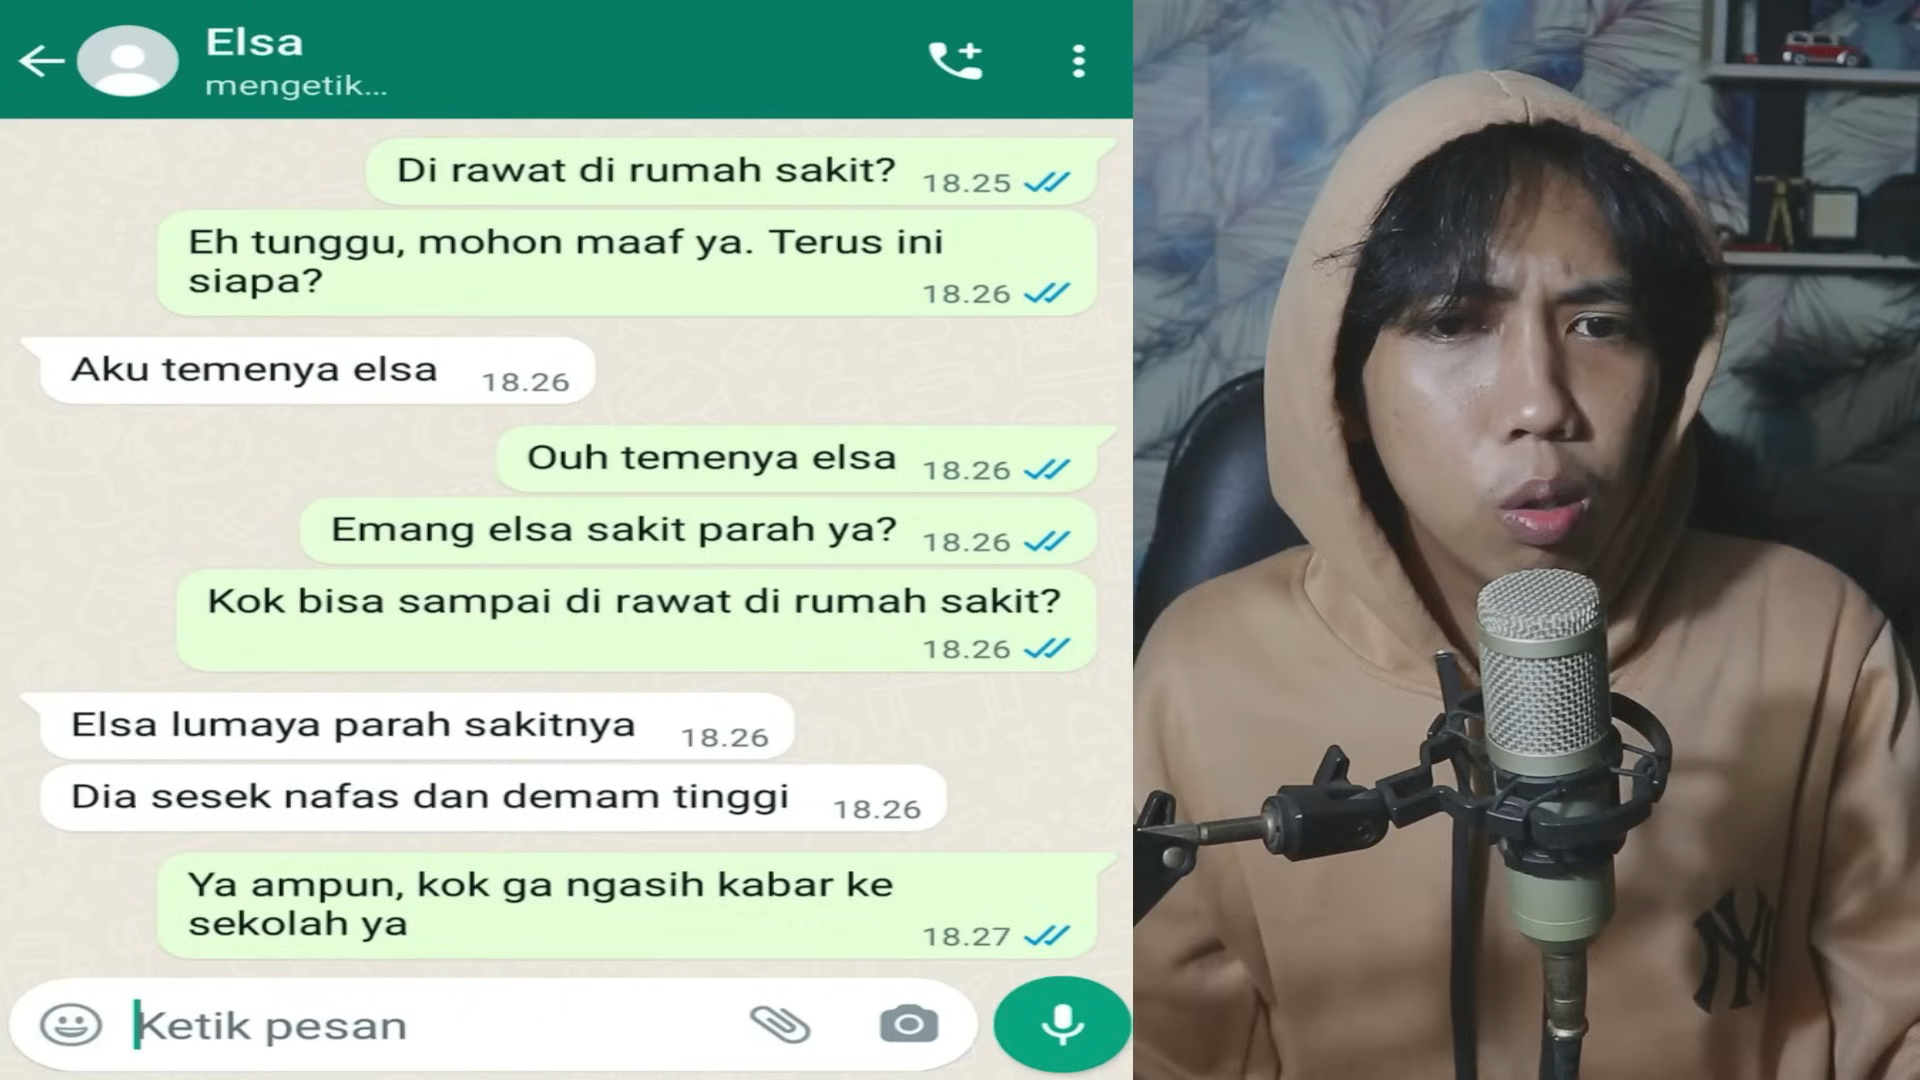 Elsa
mengetik...
Di rawat di rumah sakit? 18.25
Eh tunggu, mohon maaf ya. Terus ini
siapa? 18.26
Aku temenya elsa 18.26
Ouh temenya elsa 18.26
Emang elsa sakit parah ya? 18.26
Kok bisa sampai di rawat di rumah sakit?
18.26
Elsa lumaya parah sakitnya 18.26
Dia sesek nafas dan demam tinggi 18.26
Ya ampun, kok ga ngasih kabar ke
sekolah ya 18.27
Ketik pesan
NY